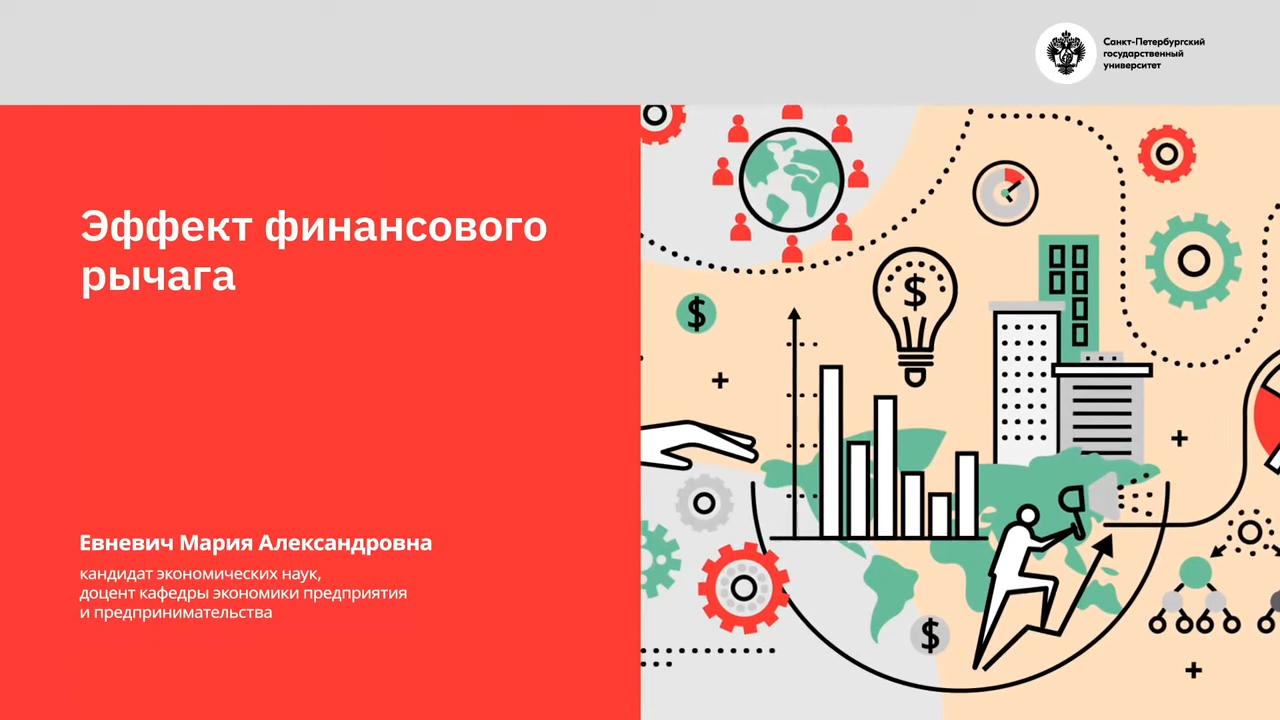 Санкт-Петербургский
государственный
университет
Эффект финансового
рычага
Евневич Мария Александровна
кандидат экономических наук,
доцент кафедры экономики предприятия
и предпринимательства
$
$
$